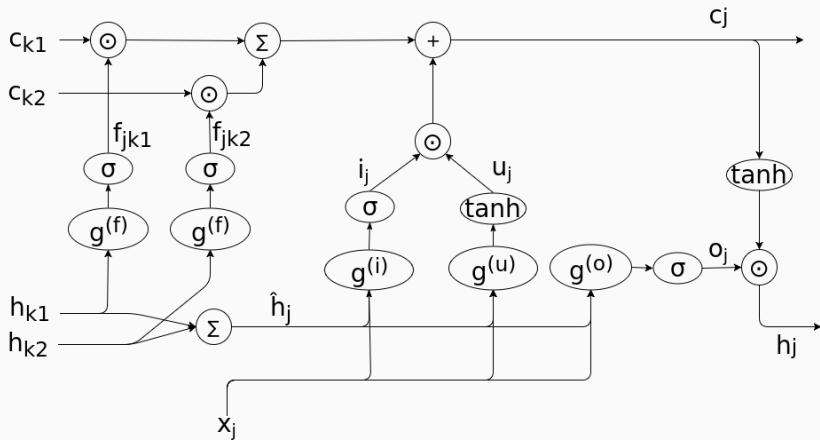 c_j
c_k1 ⊙ Σ +
c_k2 ⊙
f_jk1 f_jk2 ⊙
σ σ i_j u_j tanh
σ tanh
g^(f) g^(f) o_j
g^(i) g^(u) g^(o) σ ⊙
h_k1 ĥ_j
h_k2 Σ h_j
x_j